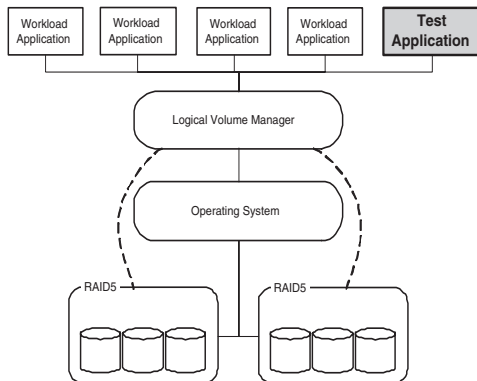 Workload
Application
Workload
Application
Workload
Application
Workload
Application
Test
Application
Logical Volume Manager
Operating System
RAID5
RAID5